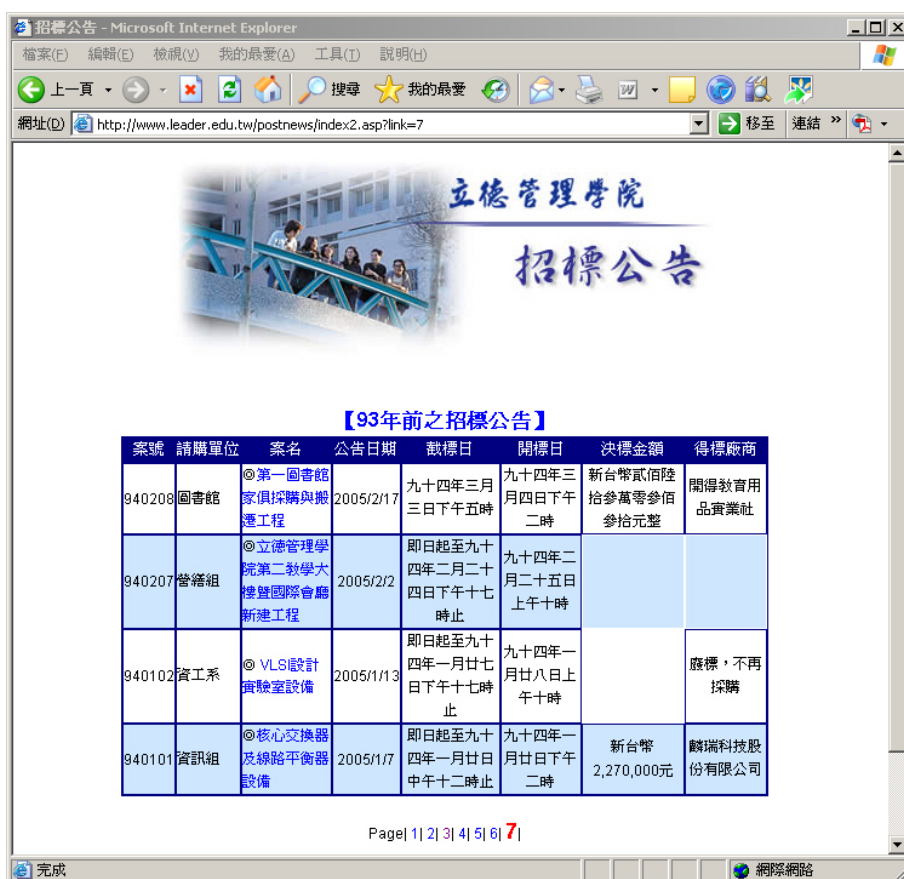 招標公告 - Microsoft Internet Explorer
檔案(F) 編輯(E) 檢視(V) 我的最愛(A) 工具(T) 說明(H)
上一頁 搜尋 我的最愛
網址(D) http://www.leader.edu.tw/postnews/index2.asp?link=7 移至 連結 »
立德管理學院
招標公告
【93年前之招標公告】
案號 請購單位 案名 公告日期 截標日 開標日 決標金額 得標廠商
940208 圖書館 ◎第一圖書館 2005/2/17 九十四年三月 九十四年三 新台幣貳佰陸 開得教育用
家俱採購與搬 三日下午五時 月四日下午 拾參萬零參佰 品實業社
遷工程 二時 參拾元整
940207 營繕組 ◎立德管理學 2005/2/2 即日起至九十 九十四年二
院第二教學大 四年二月二十 月二十五日
樓暨國際會廳 四日下午十七 上午十時
新建工程 時止
940102 資工系 ◎ VLSI設計 2005/1/13 即日起至九十 九十四年一 廢標，不再
實驗室設備 四年一月廿七 月廿八日上 採購
日下午十七時 午十時
止
940101 資訊組 ◎核心交換器 2005/1/7 即日起至九十 九十四年一 新台幣 麟瑞科技股
及線路平衡器 四年一月廿日 月廿日下午 2,270,000元 份有限公司
設備 中午十二時止 二時
Page| 1| 2| 3| 4| 5| 6| 7|
完成 網際網路